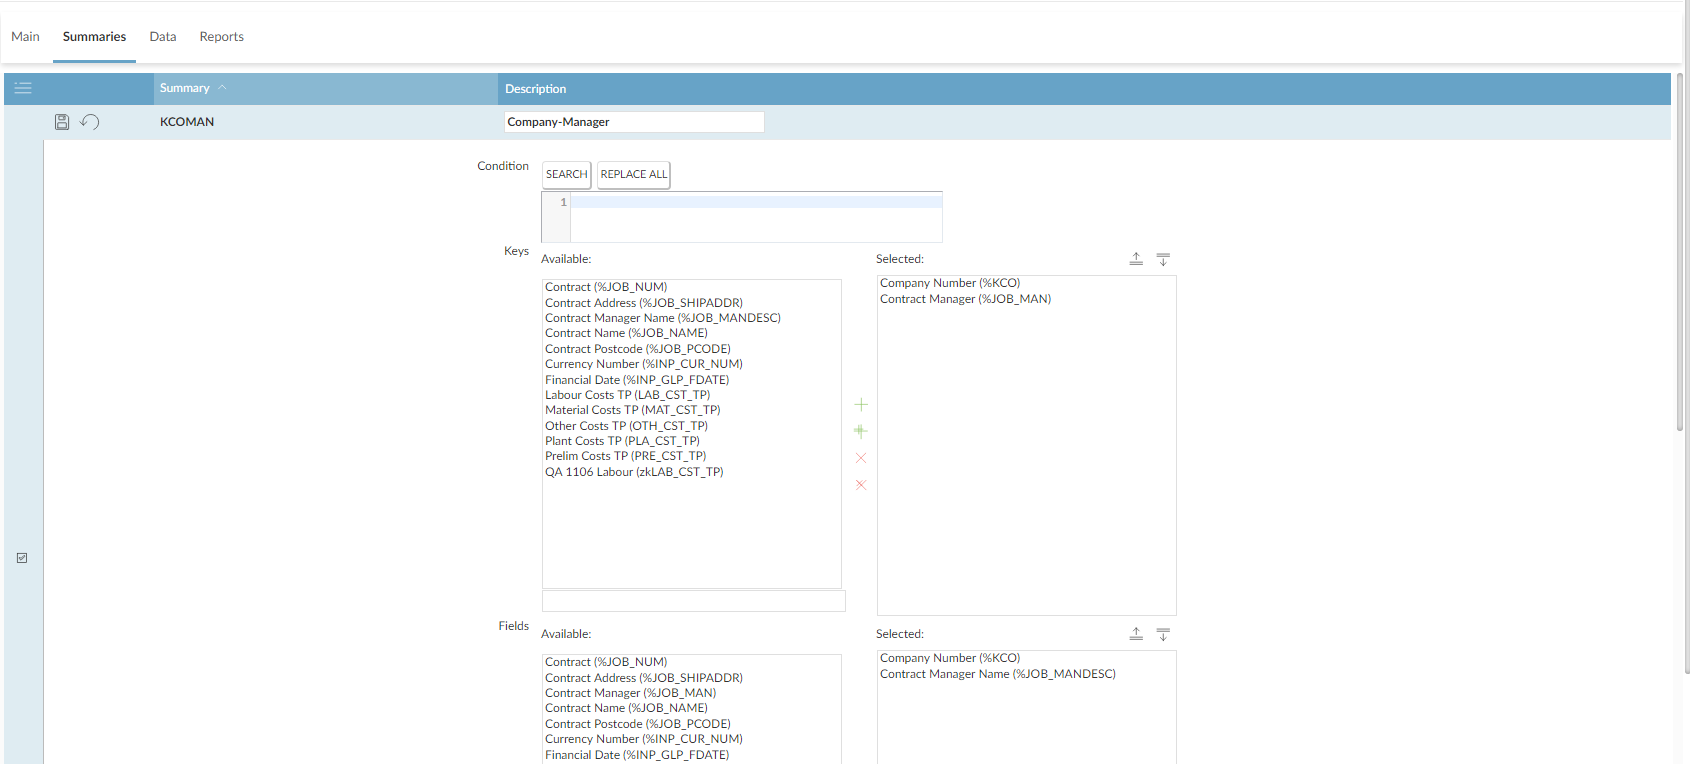 Main Summaries Data Reports
Summary Description
KCOMAN Company-Manager
Condition SEARCH REPLACE ALL
1
Keys Available: Selected:
Contract (%JOB_NUM)
Contract Address (%JOB_SHIPADDR)
Contract Manager Name (%JOB_MANDESC)
Contract Name (%JOB_NAME)
Contract Postcode (%JOB_PCODE)
Currency Number (%INP_CUR_NUM)
Financial Date (%INP_GLP_FDATE)
Labour Costs TP (LAB_CST_TP)
Material Costs TP (MAT_CST_TP)
Other Costs TP (OTH_CST_TP)
Plant Costs TP (PLA_CST_TP)
Prelim Costs TP (PRE_CST_TP)
QA 1106 Labour (zkLAB_CST_TP)
Company Number (%KCO)
Contract Manager (%JOB_MAN)
Fields Available: Selected:
Contract (%JOB_NUM)
Contract Address (%JOB_SHIPADDR)
Contract Manager (%JOB_MAN)
Contract Name (%JOB_NAME)
Contract Postcode (%JOB_PCODE)
Currency Number (%INP_CUR_NUM)
Financial Date (%INP_GLP_FDATE)
Company Number (%KCO)
Contract Manager Name (%JOB_MANDESC)